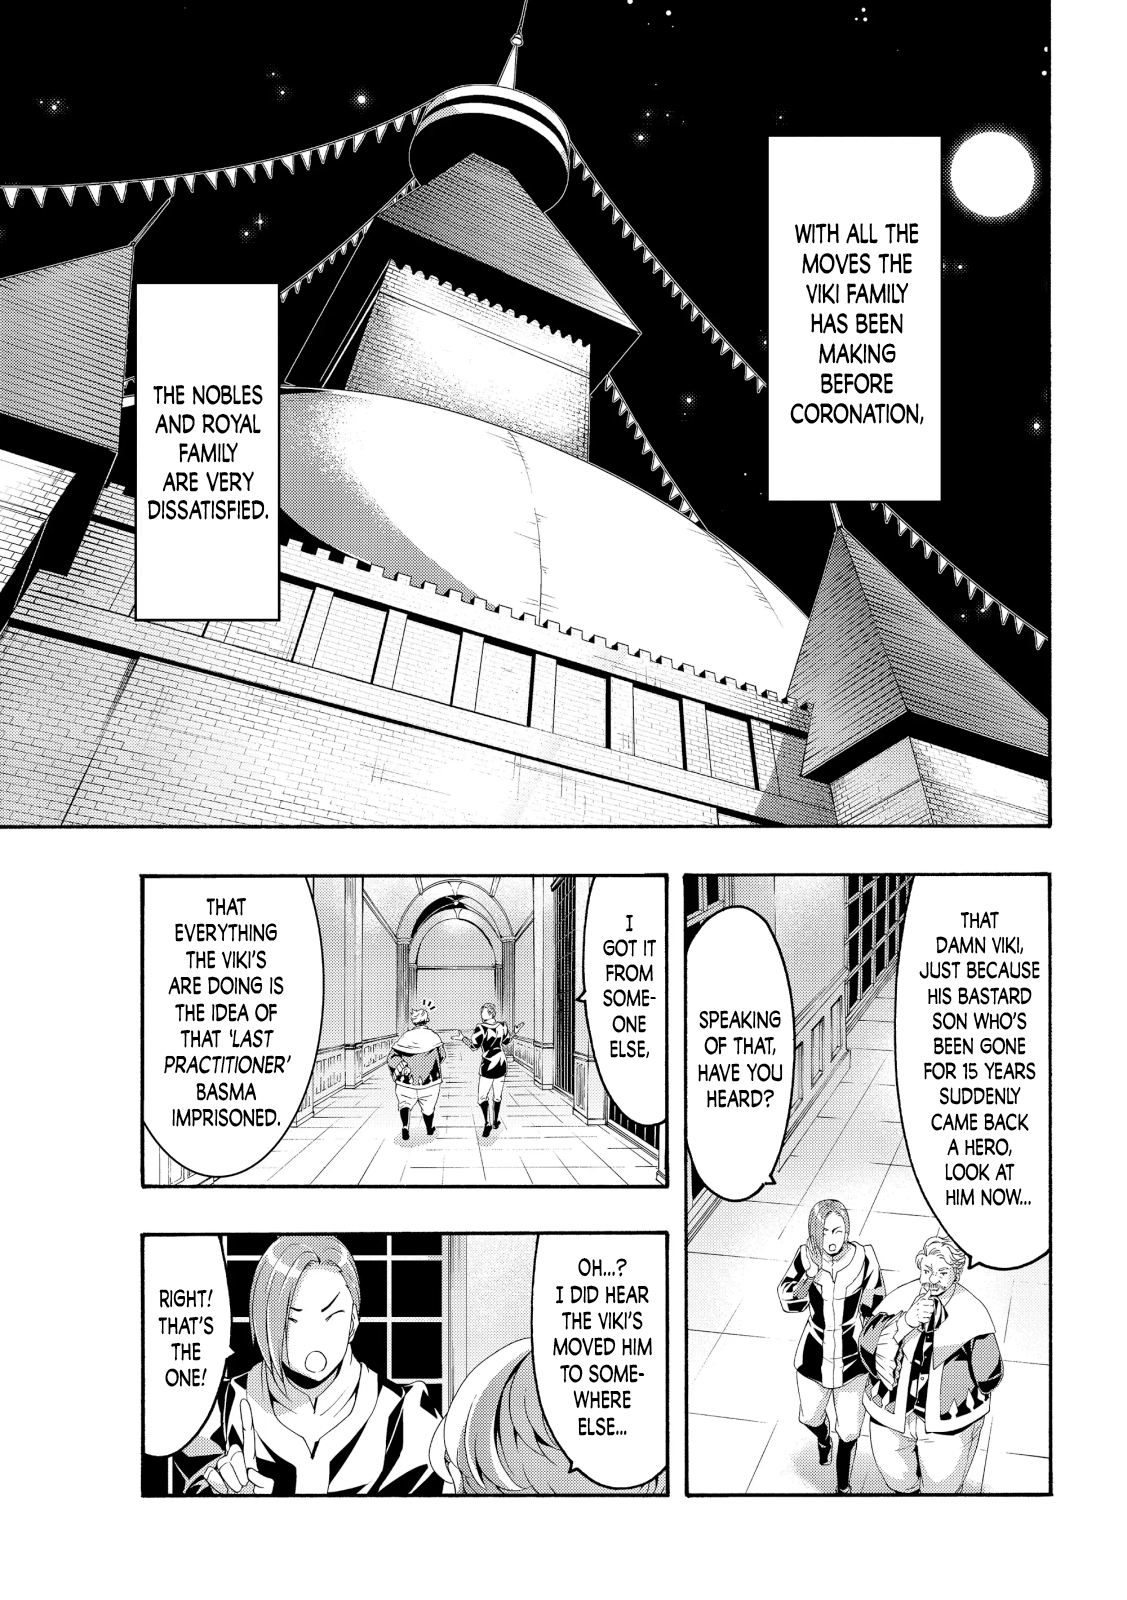 WITH ALL THE
MOVES THE
VIKI FAMILY
HAS BEEN
MAKING
BEFORE
CORONATION,
THE NOBLES
AND ROYAL
FAMILY
ARE VERY
DISSATISFIED.
THAT
DAMN VIKI,
JUST BECAUSE
HIS BASTARD
SON WHO'S
BEEN GONE
FOR 15 YEARS
SUDDENLY
CAME BACK
A HERO,
LOOK AT
HIM NOW...
SPEAKING
OF THAT,
HAVE YOU
HEARD?
I
GOT IT
FROM
SOME-
ONE
ELSE,
THAT
EVERYTHING
THE VIKI'S
ARE DOING IS
THE IDEA OF
THAT 'LAST
PRACTITIONER'
BASMA
IMPRISONED.
OH...?
I DID HEAR
THE VIKI'S
MOVED HIM
TO SOME-
WHERE
ELSE...
RIGHT!
THAT'S
THE
ONE!